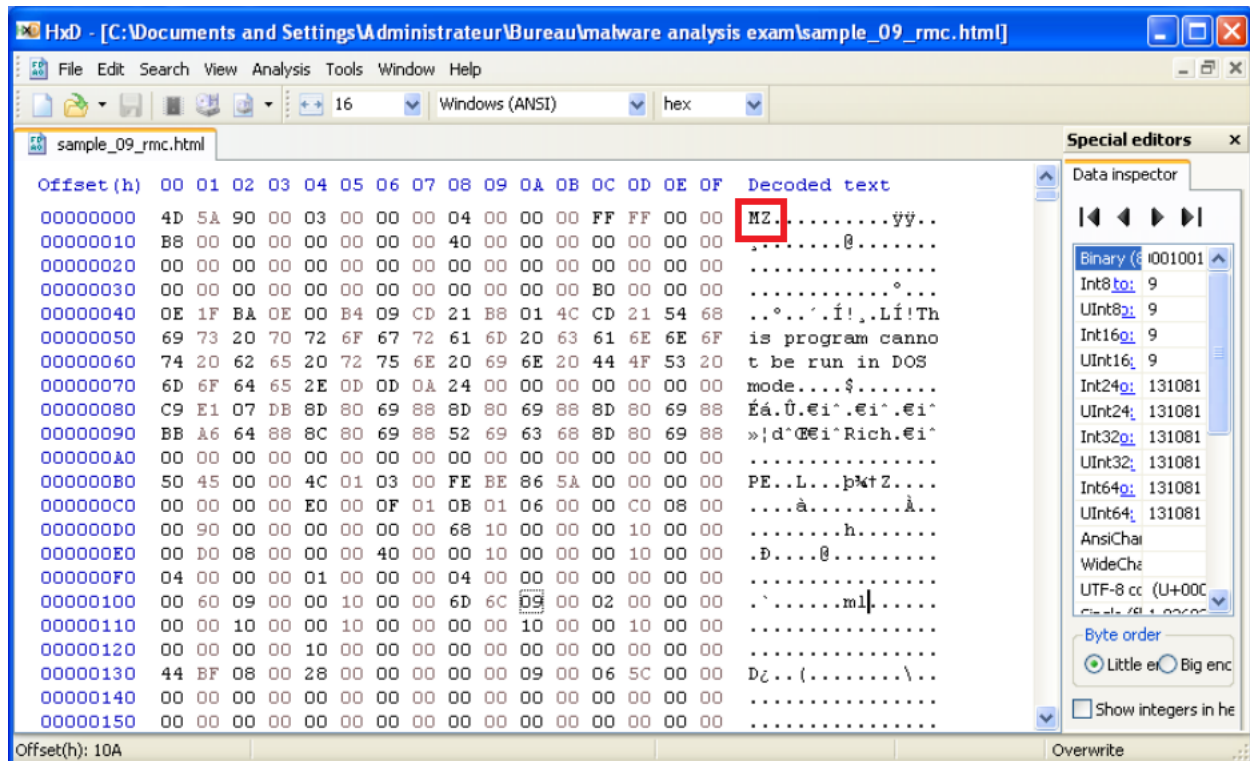 HxD - [C:\Documents and Settings\Administrateur\Bureau\malware analysis exam\sample_09_rmc.html]
File Edit Search View Analysis Tools Window Help
16 Windows (ANSI) hex
sample_09_rmc.html
Special editors x
Data inspector
Offset(h) 00 01 02 03 04 05 06 07 08 09 0A 0B 0C 0D 0E 0F Decoded text
00000000 4D 5A 90 00 03 00 00 00 04 00 00 00 FF FF 00 00 MZ..........ÿÿ..
00000010 B8 00 00 00 00 00 00 00 40 00 00 00 00 00 00 00 ¸.......@.......
00000020 00 00 00 00 00 00 00 00 00 00 00 00 00 00 00 00 ................
00000030 00 00 00 00 00 00 00 00 00 00 00 00 B0 00 00 00 ............°...
00000040 0E 1F BA 0E 00 B4 09 CD 21 B8 01 4C CD 21 54 68 ..º..´.Í!¸.LÍ!Th
00000050 69 73 20 70 72 6F 67 72 61 6D 20 63 61 6E 6E 6F is program canno
00000060 74 20 62 65 20 72 75 6E 20 69 6E 20 44 4F 53 20 t be run in DOS
00000070 6D 6F 64 65 2E 0D 0D 0A 24 00 00 00 00 00 00 00 mode....$.......
00000080 C9 E1 07 DB 8D 80 69 88 8D 80 69 88 8D 80 69 88 Éá.Û.€iˆ.€iˆ.€iˆ
00000090 BB A6 64 88 8C 80 69 88 52 69 63 68 8D 80 69 88 »¦dˆŒ€iˆRich.€iˆ
000000A0 00 00 00 00 00 00 00 00 00 00 00 00 00 00 00 00 ................
000000B0 50 45 00 00 4C 01 03 00 FE BE 86 5A 00 00 00 00 PE..L...þ¾†Z....
000000C0 00 00 00 00 E0 00 0F 01 0B 01 06 00 00 C0 08 00 ....à........À..
000000D0 00 90 00 00 00 00 00 00 68 10 00 00 00 10 00 00 ........h.......
000000E0 00 D0 08 00 00 00 40 00 00 10 00 00 00 10 00 00 .Ð....@.........
000000F0 04 00 00 00 01 00 00 00 04 00 00 00 00 00 00 00 ................
00000100 00 60 09 00 00 10 00 00 6D 6C 09 00 02 00 00 00 .`......ml......
00000110 00 00 10 00 00 10 00 00 00 00 10 00 00 10 00 00 ................
00000120 00 00 00 00 10 00 00 00 00 00 00 00 00 00 00 00 ................
00000130 44 BF 08 00 28 00 00 00 00 00 09 00 06 5C 00 00 D¿..(........\..
00000140 00 00 00 00 00 00 00 00 00 00 00 00 00 00 00 00 ................
00000150 00 00 00 00 00 00 00 00 00 00 00 00 00 00 00 00 ................
Binary (8 001001
Int8 to: 9
UInt8 9
Int16 9
UInt16 9
Int24 131081
UInt24 131081
Int32 131081
UInt32 131081
Int64 131081
UInt64 131081
AnsiChar
WideCha
UTF-8 cc (U+000
Byte order
Little er Big enc
Show integers in he
Offset(h): 10A Overwrite